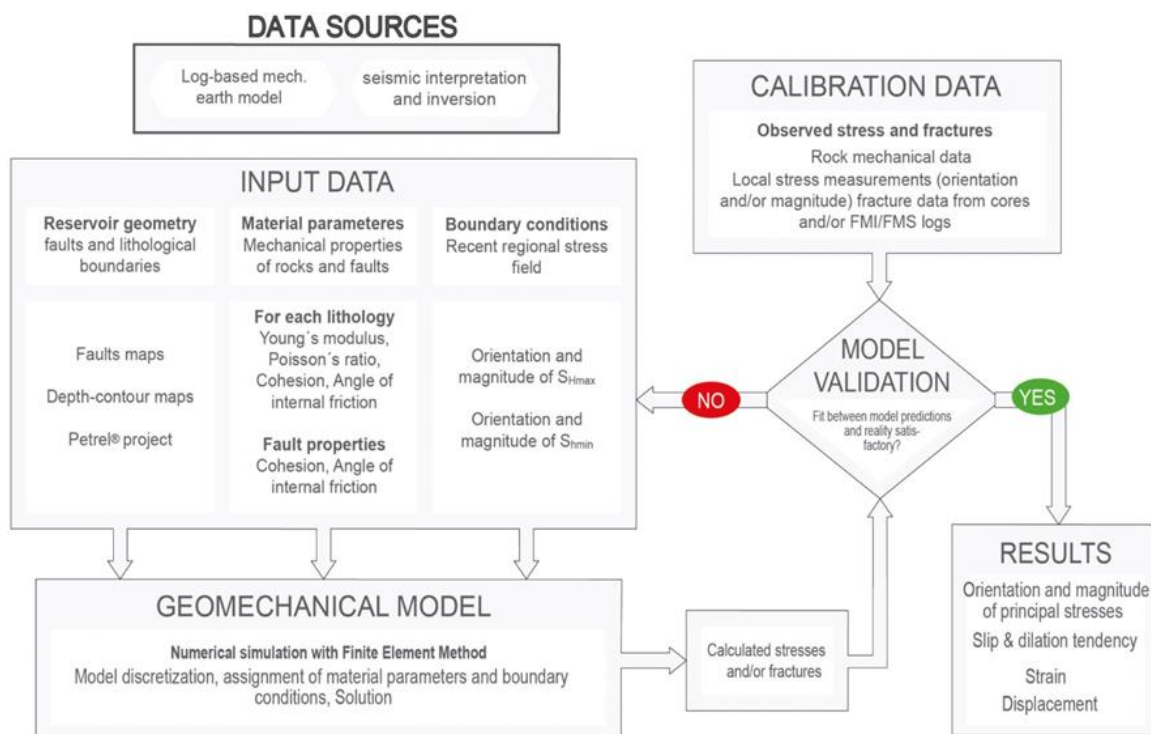 DATA SOURCES
Log-based mech.
earth model
seismic interpretation
and inversion
INPUT DATA
Reservoir geometry
faults and lithological
boundaries
Material parameteres
Mechanical properties
of rocks and faults
Boundary conditions
Recent regional stress
field
Faults maps
Depth-contour maps
Petrel® project
For each lithology
Young´s modulus,
Poisson´s ratio,
Cohesion, Angle of
internal friction
Fault properties
Cohesion, Angle of
internal friction
Orientation and
magnitude of SHmax
Orientation and
magnitude of Shmin
CALIBRATION DATA
Observed stress and fractures
Rock mechanical data
Local stress measurements (orientation
and/or magnitude) fracture data from cores
and/or FMI/FMS logs
MODEL
VALIDATION
Fit between model predictions
and reality satis-
factory?
NO
YES
GEOMECHANICAL MODEL
Numerical simulation with Finite Element Method
Model discretization, assignment of material parameters and boundary
conditions, Solution
Calculated stresses
and/or fractures
RESULTS
Orientation and magnitude
of principal stresses
Slip & dilation tendency
Strain
Displacement